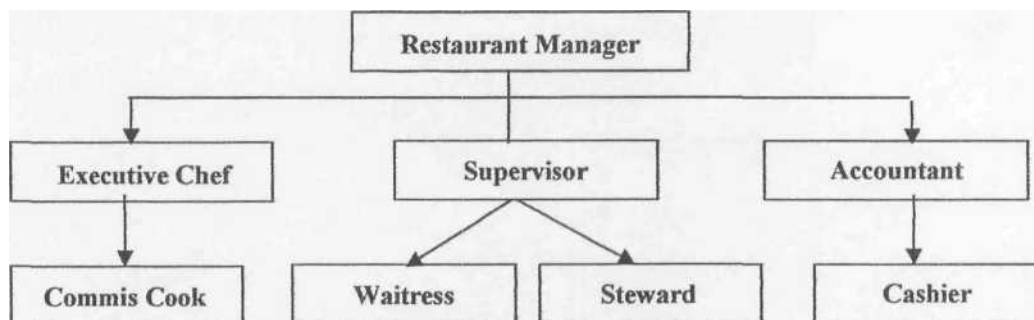 Restaurant Manager
Executive Chef
Supervisor
Accountant
Commis Cook
Waitress
Steward
Cashier